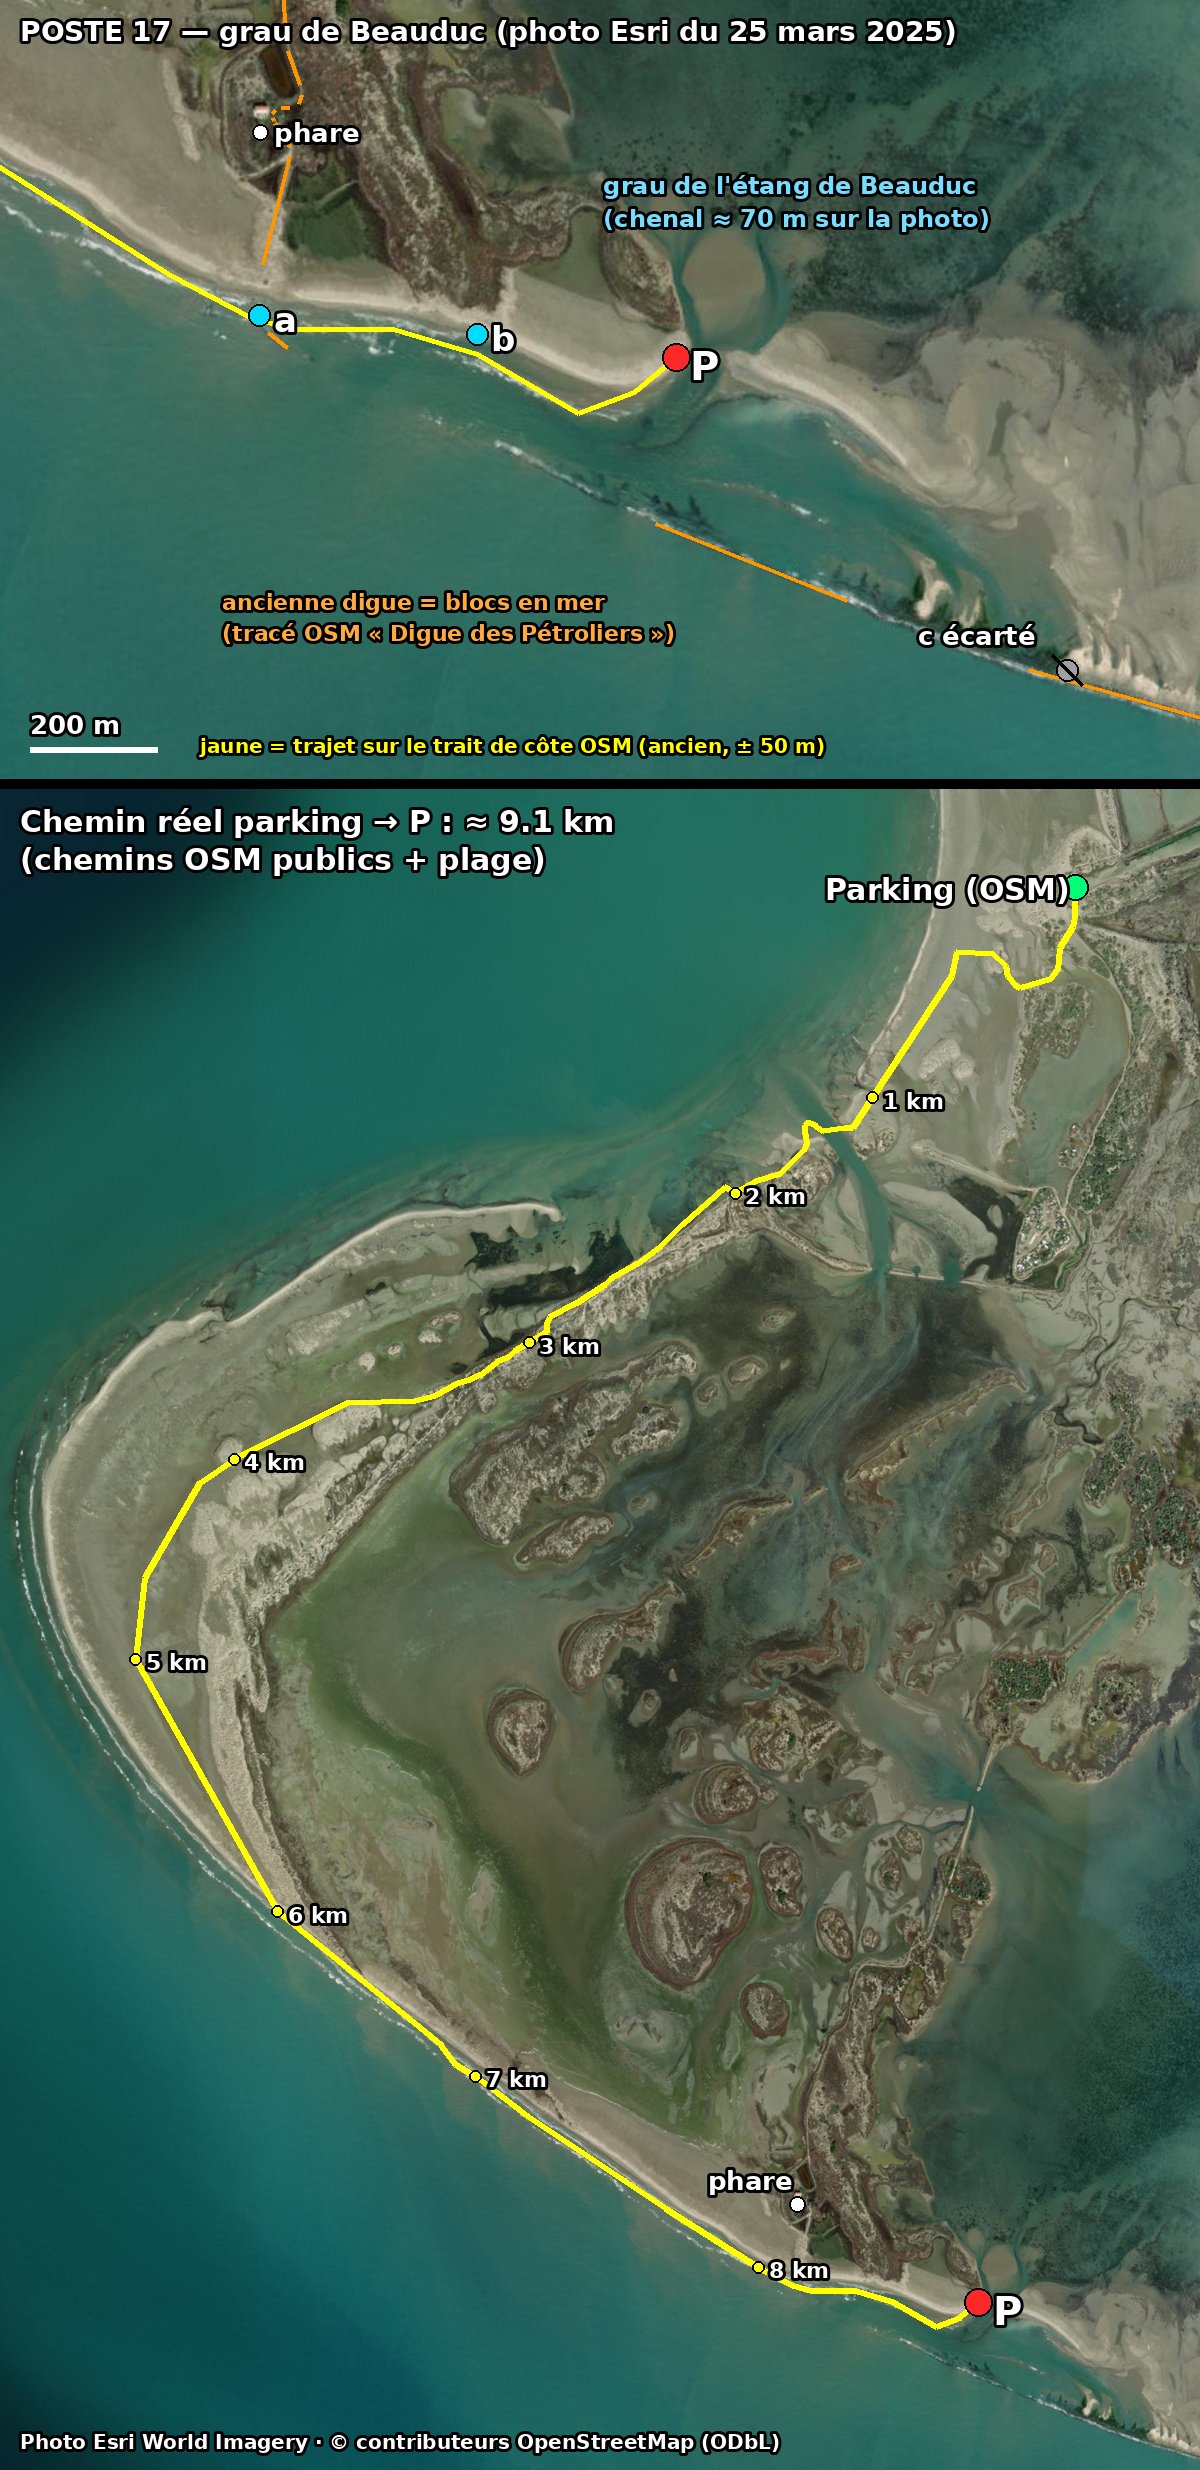 POSTE 17 — grau de Beauduc (photo Esri du 25 mars 2025)
phare
grau de l'étang de Beauduc
(chenal ≈ 70 m sur la photo)
a
b
P
ancienne digue = blocs en mer
(tracé OSM « Digue des Pétroliers »)
c écarté
200 m
jaune = trajet sur le trait de côte OSM (ancien, ± 50 m)
Chemin réel parking → P : ≈ 9.1 km
(chemins OSM publics + plage)
Parking (OSM)
1 km
2 km
3 km
4 km
5 km
6 km
7 km
phare
8 km
P
Photo Esri World Imagery · © contributeurs OpenStreetMap (ODbL)